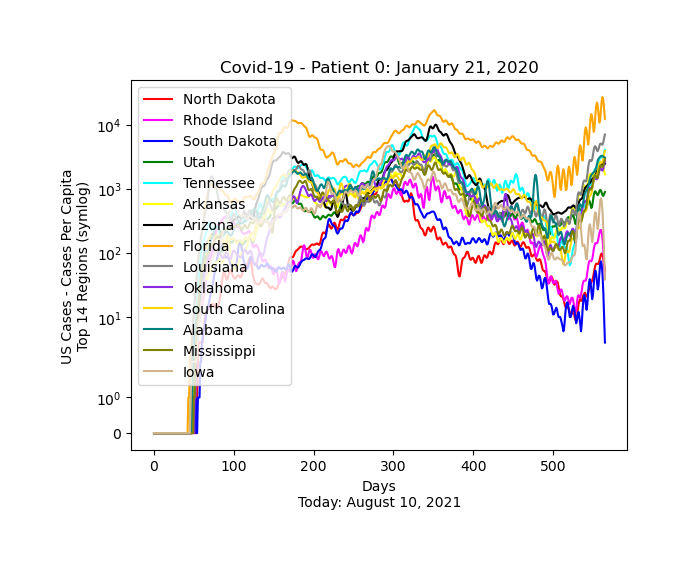 Covid-19 - Patient 0: January 21, 2020
US Cases - Cases Per Capita
Top 14 Regions (symlog)
10^4
10^3
10^2
10^1
10^0
0
North Dakota
Rhode Island
South Dakota
Utah
Tennessee
Arkansas
Arizona
Florida
Louisiana
Oklahoma
South Carolina
Alabama
Mississippi
Iowa
0 100 200 300 400 500
Days
Today: August 10, 2021